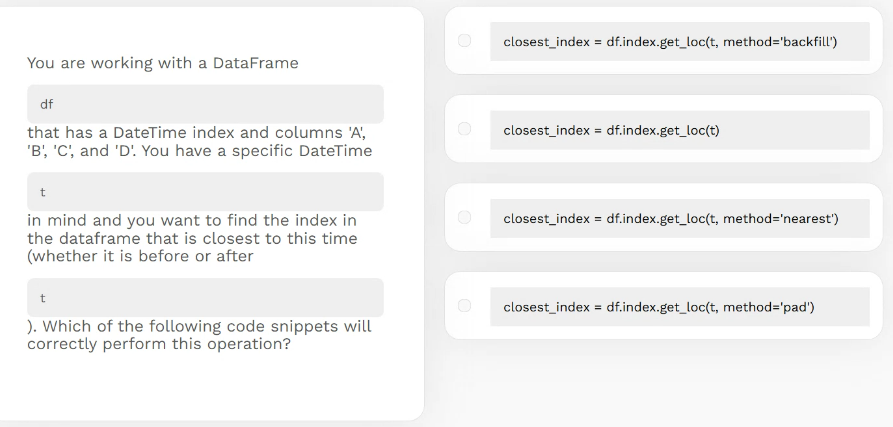 You are working with a DataFrame
df
that has a DateTime index and columns 'A',
'B', 'C', and 'D'. You have a specific DateTime
t
in mind and you want to find the index in
the dataframe that is closest to this time
(whether it is before or after
t
). Which of the following code snippets will
correctly perform this operation?
closest_index = df.index.get_loc(t, method='backfill')
closest_index = df.index.get_loc(t)
closest_index = df.index.get_loc(t, method='nearest')
closest_index = df.index.get_loc(t, method='pad')